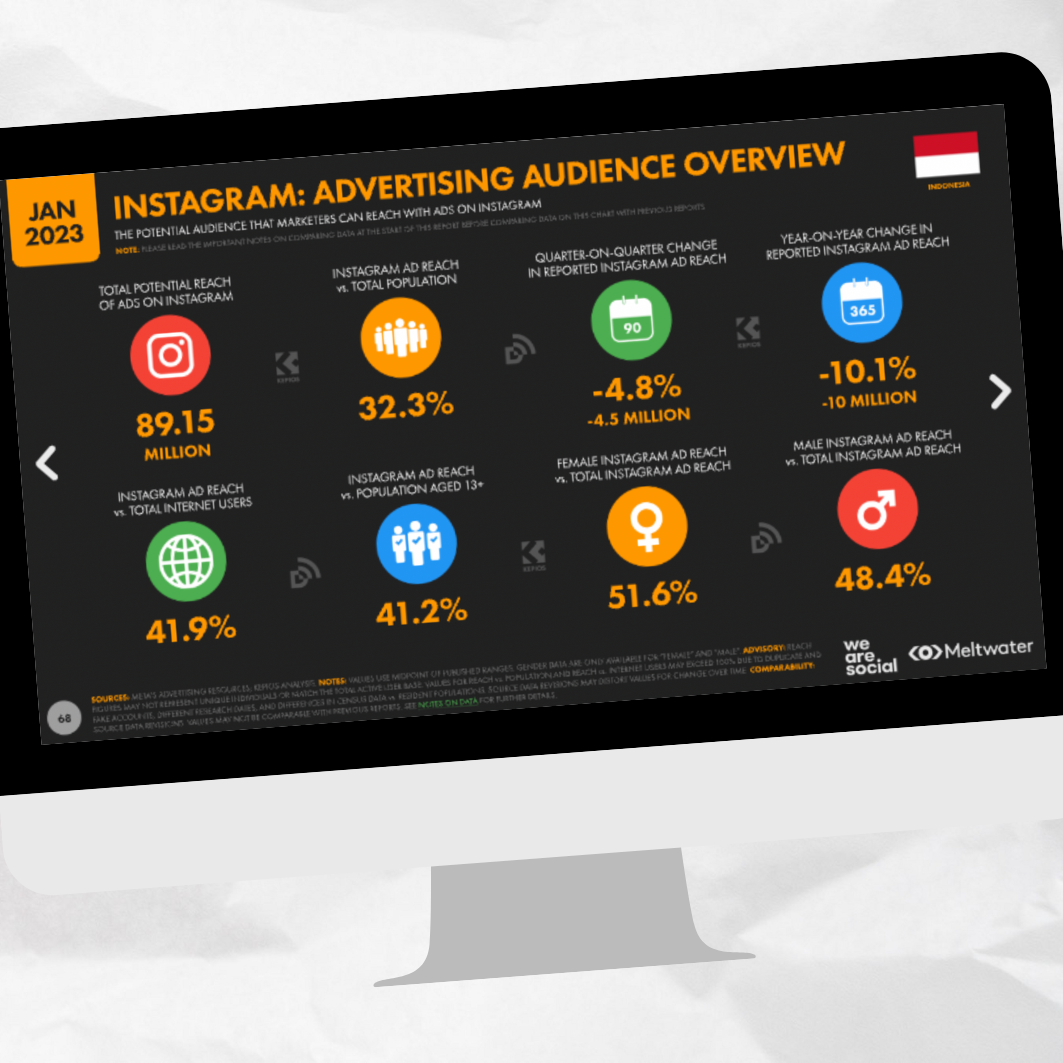 JAN
2023
INSTAGRAM: ADVERTISING AUDIENCE OVERVIEW
THE POTENTIAL AUDIENCE THAT MARKETERS CAN REACH WITH ADS ON INSTAGRAM
NOTE: PLEASE READ THE IMPORTANT NOTES ON COMPARING DATA AT THE START OF THIS REPORT BEFORE COMPARING DATA ON THIS CHART WITH PREVIOUS REPORTS
INDONESIA
TOTAL POTENTIAL REACH
OF ADS ON INSTAGRAM
89.15
MILLION
INSTAGRAM AD REACH
vs. TOTAL POPULATION
32.3%
QUARTER-ON-QUARTER CHANGE
IN REPORTED INSTAGRAM AD REACH
90
-4.8%
-4.5 MILLION
YEAR-ON-YEAR CHANGE IN
REPORTED INSTAGRAM AD REACH
365
-10.1%
-10 MILLION
KEPIOS
KEPIOS
INSTAGRAM AD REACH
vs. TOTAL INTERNET USERS
41.9%
INSTAGRAM AD REACH
vs. POPULATION AGED 13+
41.2%
KEPIOS
FEMALE INSTAGRAM AD REACH
vs. TOTAL INSTAGRAM AD REACH
51.6%
MALE INSTAGRAM AD REACH
vs. TOTAL INSTAGRAM AD REACH
48.4%
68
SOURCES: META'S ADVERTISING RESOURCES; KEPIOS ANALYSIS. NOTES: VALUES USE MIDPOINT OF PUBLISHED RANGES. GENDER DATA ARE ONLY AVAILABLE FOR "FEMALE" AND "MALE". ADVISORY: REACH
FIGURES MAY NOT REPRESENT UNIQUE INDIVIDUALS OR MATCH THE TOTAL ACTIVE USER BASE. VALUES FOR REACH vs. POPULATION AND REACH vs. INTERNET USERS MAY EXCEED 100% DUE TO DUPLICATE AND
FAKE ACCOUNTS, DIFFERENT RESEARCH DATES, AND DIFFERENCES IN CENSUS DATA vs. RESIDENT POPULATIONS. SOURCE DATA REVISIONS MAY DISTORT VALUES FOR CHANGE OVER TIME. COMPARABILITY:
SOURCE DATA REVISIONS. VALUES MAY NOT BE COMPARABLE WITH PREVIOUS REPORTS. SEE NOTES ON DATA FOR FURTHER DETAILS.
we
are
social
Meltwater